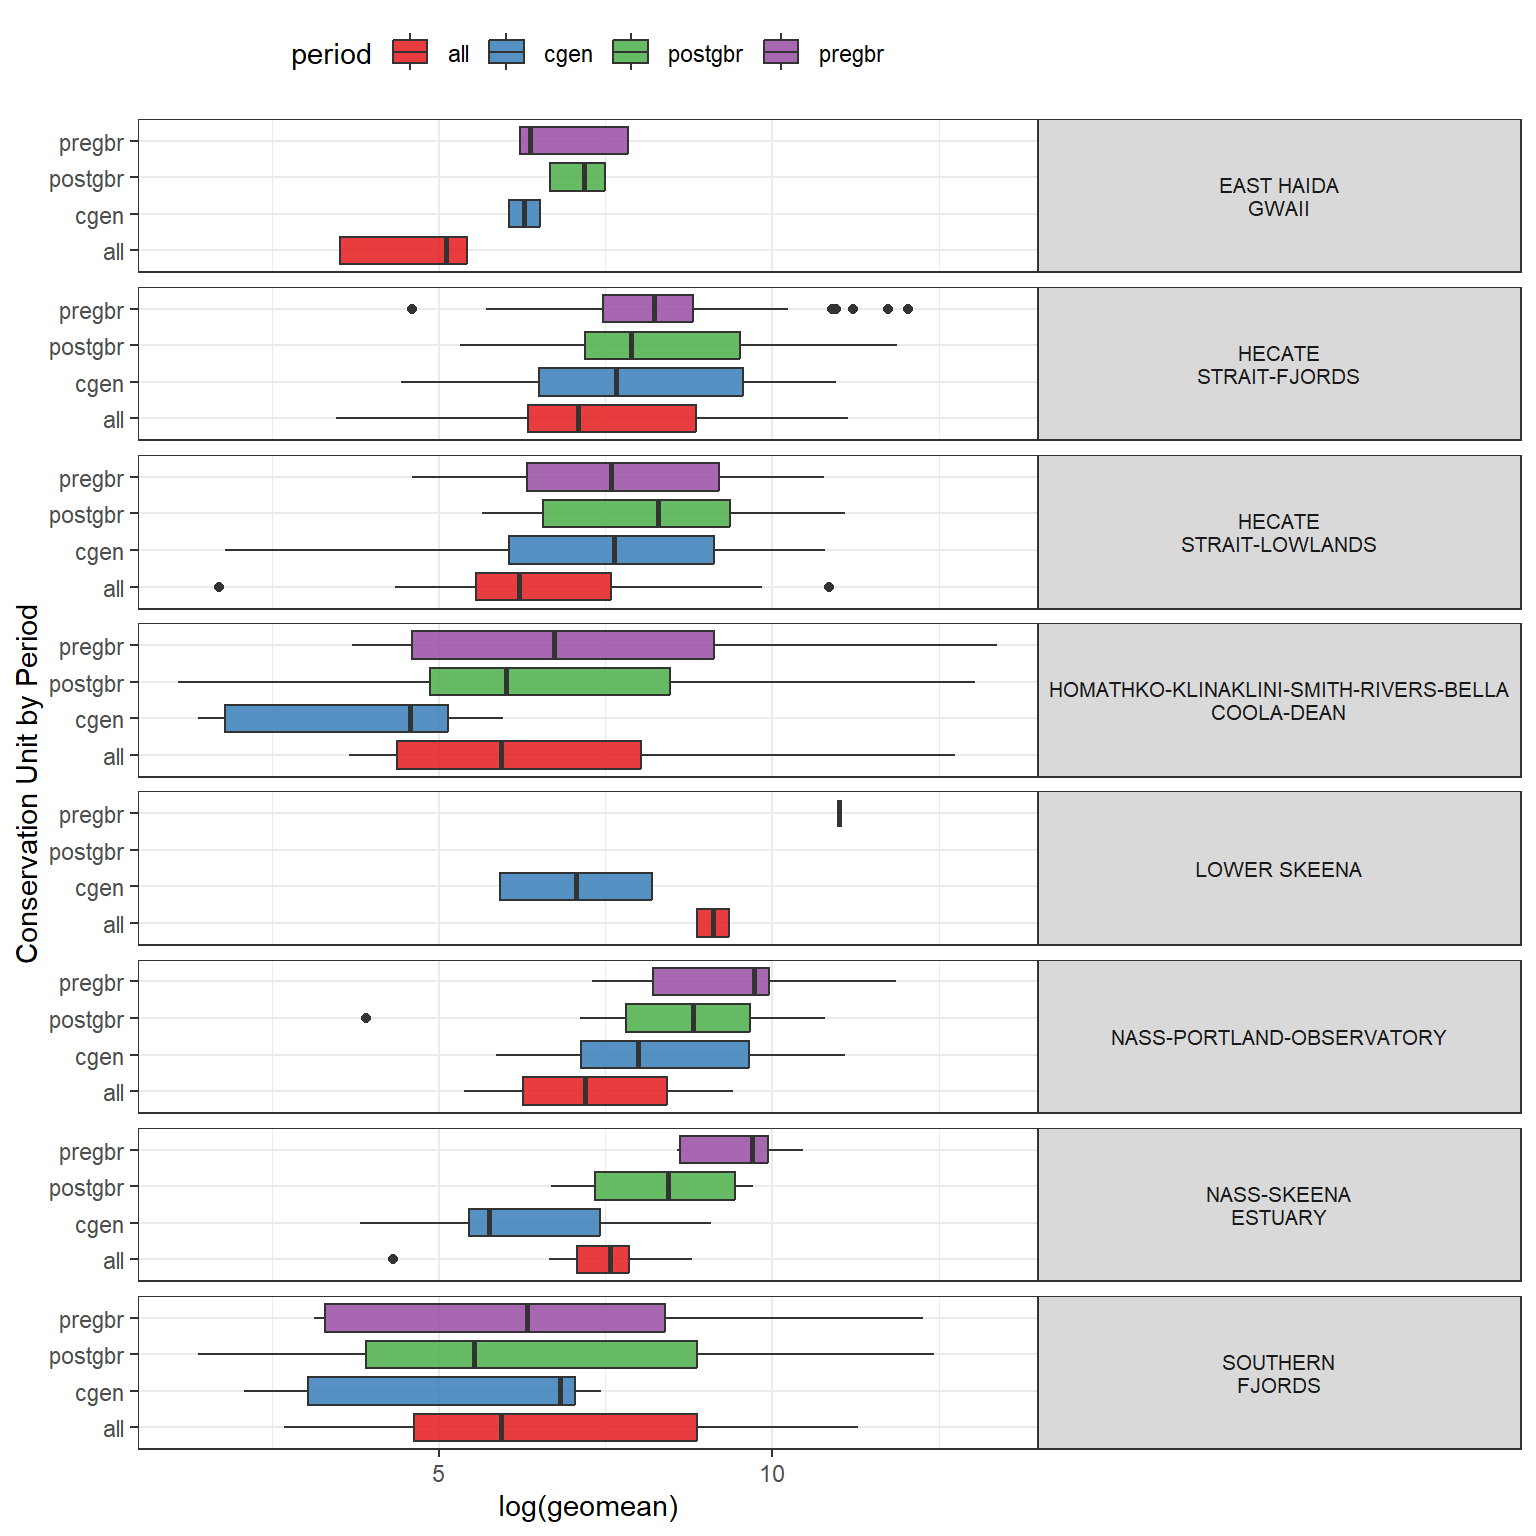 period all cgen postgbr pregbr
pregbr
postgbr
cgen
all
EAST HAIDA
GWAII
pregbr
postgbr
cgen
all
HECATE
STRAIT-FJORDS
pregbr
postgbr
cgen
all
HECATE
STRAIT-LOWLANDS
pregbr
postgbr
cgen
all
HOMATHKO-KLINAKLINI-SMITH-RIVERS-BELLA
COOLA-DEAN
pregbr
postgbr
cgen
all
LOWER SKEENA
pregbr
postgbr
cgen
all
NASS-PORTLAND-OBSERVATORY
pregbr
postgbr
cgen
all
NASS-SKEENA
ESTUARY
pregbr
postgbr
cgen
all
SOUTHERN
FJORDS
5 10
log(geomean)
Conservation Unit by Period